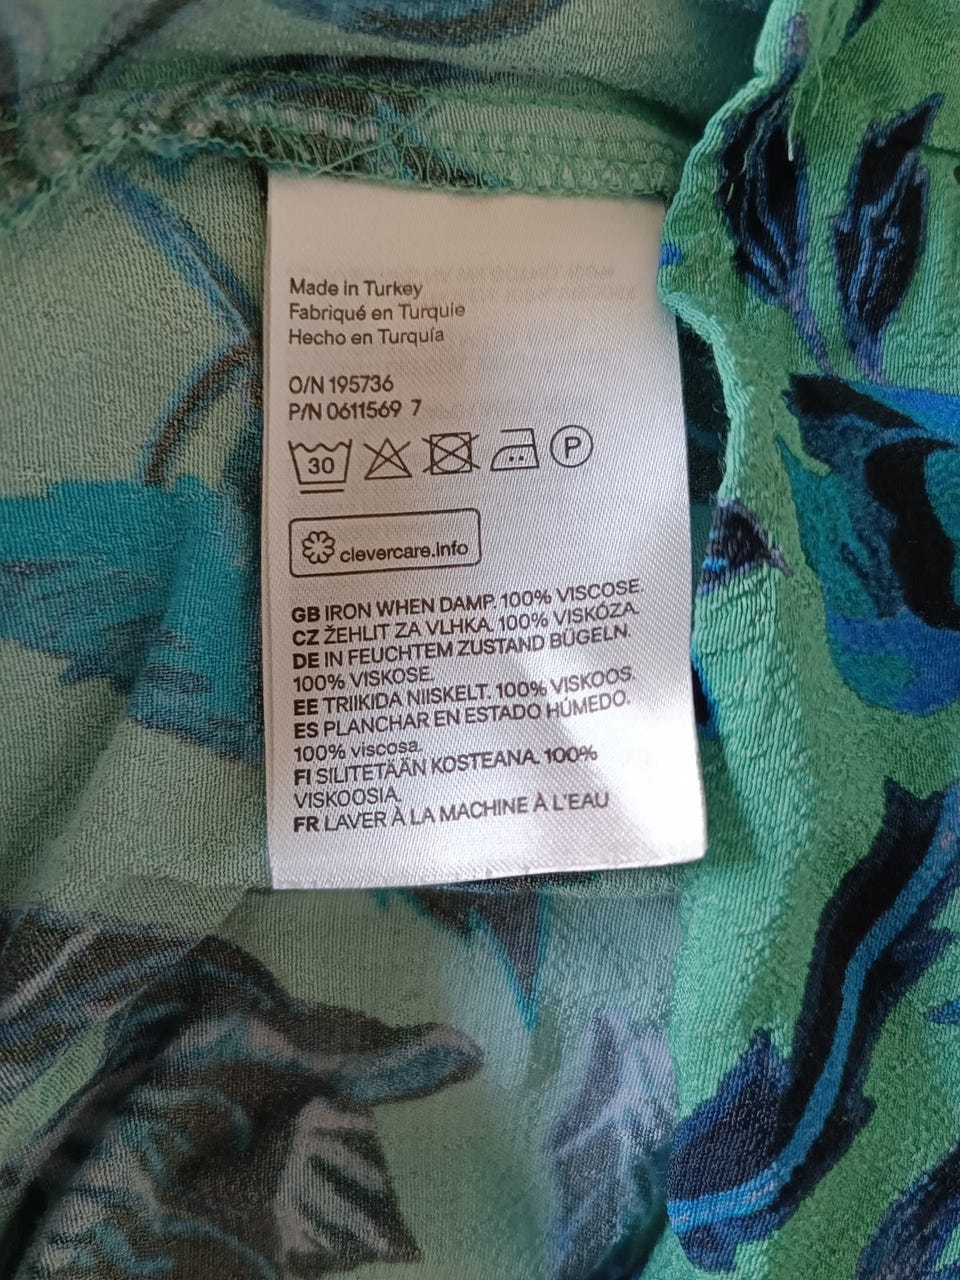 Made in Turkey
Fabriqué en Turquie
Hecho en Turquía
O/N 195736
P/N 0611569 7
30 P
clevercare.info
GB IRON WHEN DAMP. 100% VISCOSE.
CZ ŽEHLIT ZA VLHKA. 100% VISKÓZA.
DE IN FEUCHTEM ZUSTAND BÜGELN.
100% VISKOSE.
EE TRIIKIDA NIISKELT. 100% VISKOOS.
ES PLANCHAR EN ESTADO HÚMEDO.
100% viscosa.
FI SILITETÄÄN KOSTEANA. 100%
VISKOOSIA.
FR LAVER À LA MACHINE À L'EAU